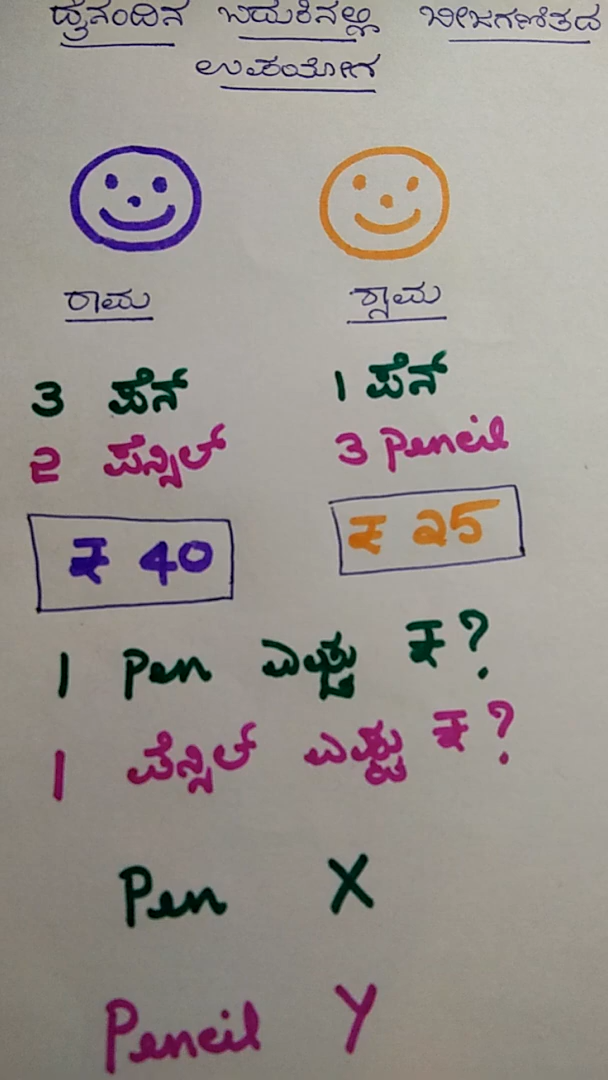 ದೈನಂದಿನ ಬದುಕಿನಲ್ಲಿ ಬೀಜಗಣಿತದ
ಉಪಯೋಗ
ರಾಮ ಶ್ಯಾಮ
3 ಪೆನ್ 1 ಪೆನ್
2 ಪೆನ್ಸಿಲ್ 3 Pencil
₹ 40 ₹ 25
1 Pen ಎಷ್ಟು ₹?
1 ಪೆನ್ಸಿಲ್ ಎಷ್ಟು ₹?
Pen X
Pencil Y